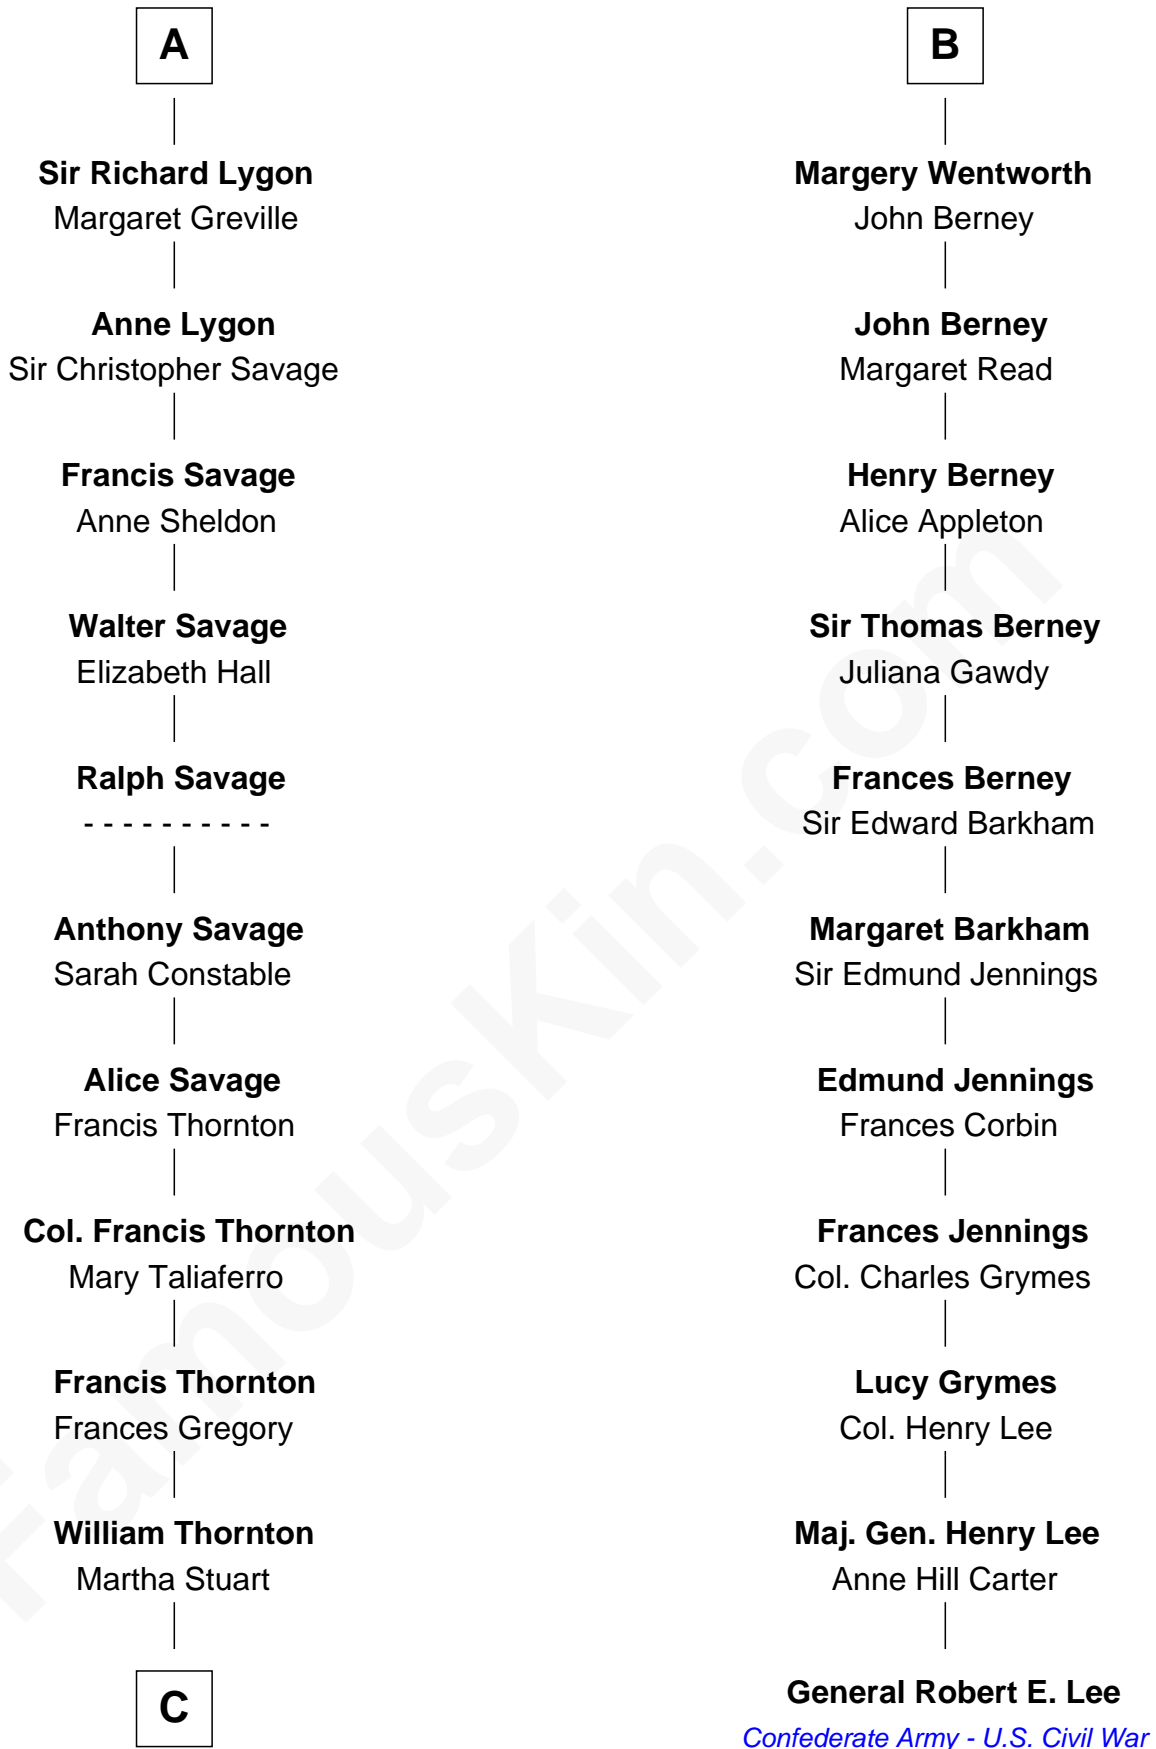 A
Sir Richard Lygon
Margaret Greville
Anne Lygon
Sir Christopher Savage
Francis Savage
Anne Sheldon
Walter Savage
Elizabeth Hall
Ralph Savage
- - - - - - - - - -
Anthony Savage
Sarah Constable
Alice Savage
Francis Thornton
Col. Francis Thornton
Mary Taliaferro
Francis Thornton
Frances Gregory
William Thornton
Martha Stuart
C
B
Margery Wentworth
John Berney
John Berney
Margaret Read
Henry Berney
Alice Appleton
Sir Thomas Berney
Juliana Gawdy
Frances Berney
Sir Edward Barkham
Margaret Barkham
Sir Edmund Jennings
Edmund Jennings
Frances Corbin
Frances Jennings
Col. Charles Grymes
Lucy Grymes
Col. Henry Lee
Maj. Gen. Henry Lee
Anne Hill Carter
General Robert E. Lee
Confederate Army - U.S. Civil War
FamousKin.com